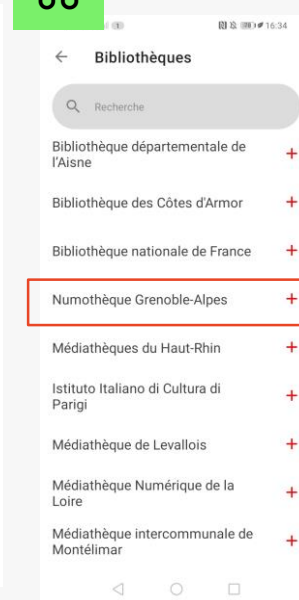 16:34
Bibliothèques
Recherche
Bibliothèque départementale de
l'Aisne
Bibliothèque des Côtes d'Armor
Bibliothèque nationale de France
Numothèque Grenoble-Alpes
Médiathèques du Haut-Rhin
Istituto Italiano di Cultura di
Parigi
Médiathèque de Levallois
Médiathèque Numérique de la
Loire
Médiathèque intercommunale de
Montélimar